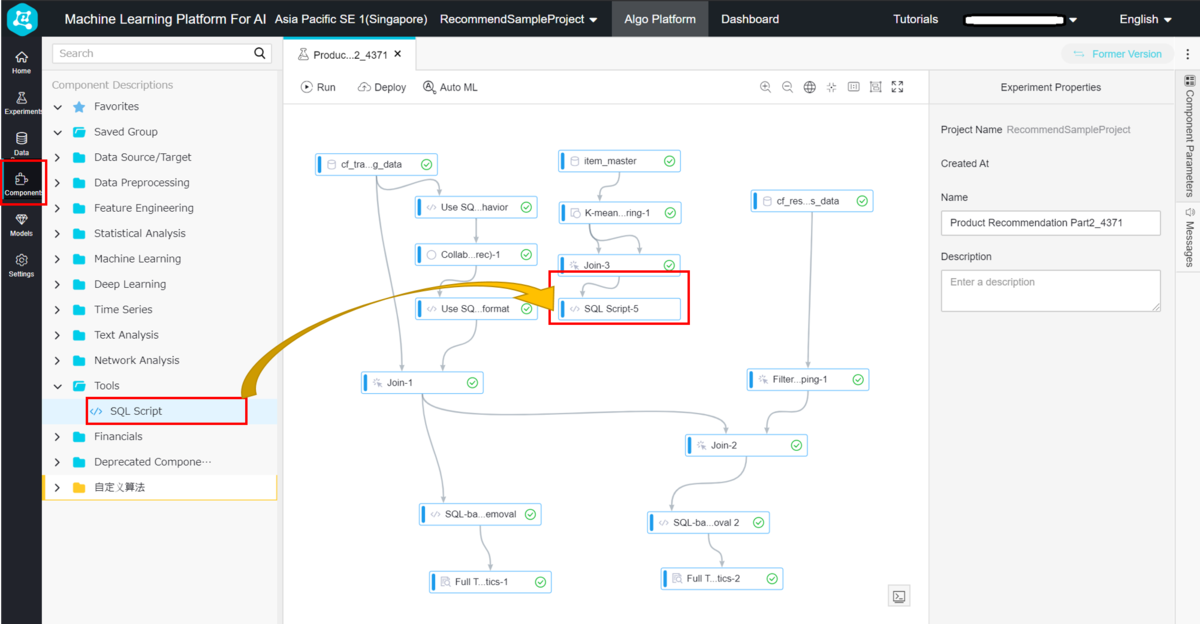 Machine Learning Platform For AI Asia Pacific SE 1(Singapore) RecommendSampleProject Algo Platform Dashboard Tutorials English
Home
Experiments
Data
Components
Models
Settings
Search
Component Descriptions
Favorites
Saved Group
Data Source/Target
Data Preprocessing
Feature Engineering
Statistical Analysis
Machine Learning
Deep Learning
Time Series
Text Analysis
Network Analysis
Tools
SQL Script
Financials
Deprecated Compone···
自定义算法
Produc...2_4371
Former Version
Run Deploy Auto ML
cf_tra....g_data
item_master
Use SQ...havior
K-mean...ring-1
cf_res....s_data
Collab...rec)-1
Join-3
Use SQ...format
SQL Script-5
Join-1
Filter...ping-1
Join-2
SQL-ba...emoval
SQL-ba...oval 2
Full T...tics-1
Full T...tics-2
Experiment Properties
Project Name RecommendSampleProject
Created At
Name
Product Recommendation Part2_4371
Description
Enter a description
Component Parameters
Messages